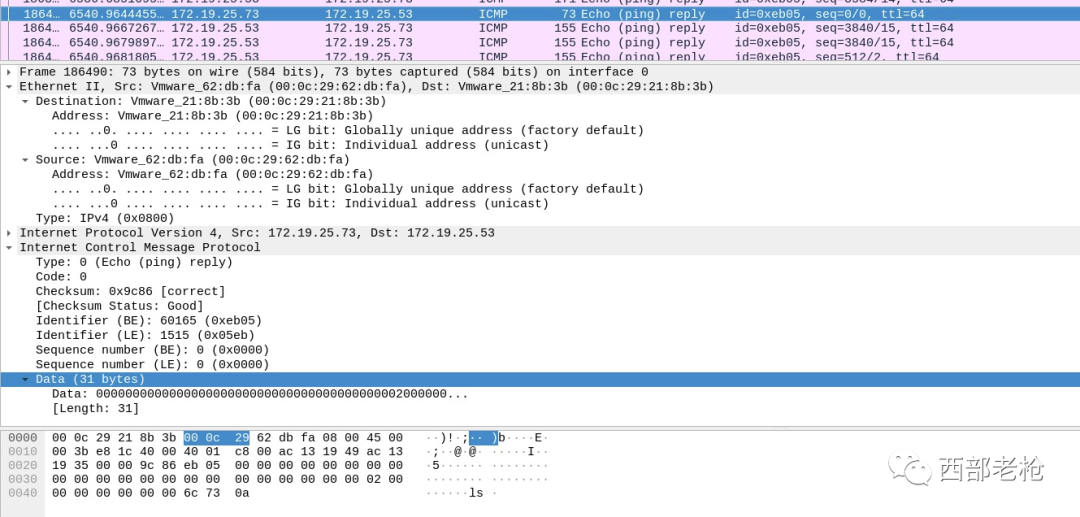 1864… 6540.9644455… 172.19.25.73 172.19.25.53 ICMP 73 Echo (ping) reply id=0xeb05, seq=0/0, ttl=64
1864… 6540.9667267… 172.19.25.53 172.19.25.73 ICMP 155 Echo (ping) reply id=0xeb05, seq=3840/15, ttl=64
1864… 6540.9679897… 172.19.25.53 172.19.25.73 ICMP 155 Echo (ping) reply id=0xeb05, seq=3840/15, ttl=64
1864… 6540.9681805… 172.19.25.53 172.19.25.73 ICMP 155 Echo (ping) reply id=0xeb05, seq=512/2, ttl=64
Frame 186490: 73 bytes on wire (584 bits), 73 bytes captured (584 bits) on interface 0
Ethernet II, Src: Vmware_62:db:fa (00:0c:29:62:db:fa), Dst: Vmware_21:8b:3b (00:0c:29:21:8b:3b)
Destination: Vmware_21:8b:3b (00:0c:29:21:8b:3b)
Address: Vmware_21:8b:3b (00:0c:29:21:8b:3b)
.... ..0. .... .... .... .... = LG bit: Globally unique address (factory default)
.... ...0 .... .... .... .... = IG bit: Individual address (unicast)
Source: Vmware_62:db:fa (00:0c:29:62:db:fa)
Address: Vmware_62:db:fa (00:0c:29:62:db:fa)
.... ..0. .... .... .... .... = LG bit: Globally unique address (factory default)
.... ...0 .... .... .... .... = IG bit: Individual address (unicast)
Type: IPv4 (0x0800)
Internet Protocol Version 4, Src: 172.19.25.73, Dst: 172.19.25.53
Internet Control Message Protocol
Type: 0 (Echo (ping) reply)
Code: 0
Checksum: 0x9c86 [correct]
[Checksum Status: Good]
Identifier (BE): 60165 (0xeb05)
Identifier (LE): 1515 (0x05eb)
Sequence number (BE): 0 (0x0000)
Sequence number (LE): 0 (0x0000)
Data (31 bytes)
Data: 000000000000000000000000000000000000000002000000...
[Length: 31]
0000 00 0c 29 21 8b 3b 00 0c 29 62 db fa 08 00 45 00 ··)!·;·· )b····E·
0010 00 3b e8 1c 40 00 40 01 c8 00 ac 13 19 49 ac 13 ·;··@·@· ·····I··
0020 19 35 00 00 9c 86 eb 05 00 00 00 00 00 00 00 00 ·5······ ········
0030 00 00 00 00 00 00 00 00 00 00 00 00 00 00 02 00 ········ ········
0040 00 00 00 00 00 00 6c 73 0a ······ls ·
西部老枪